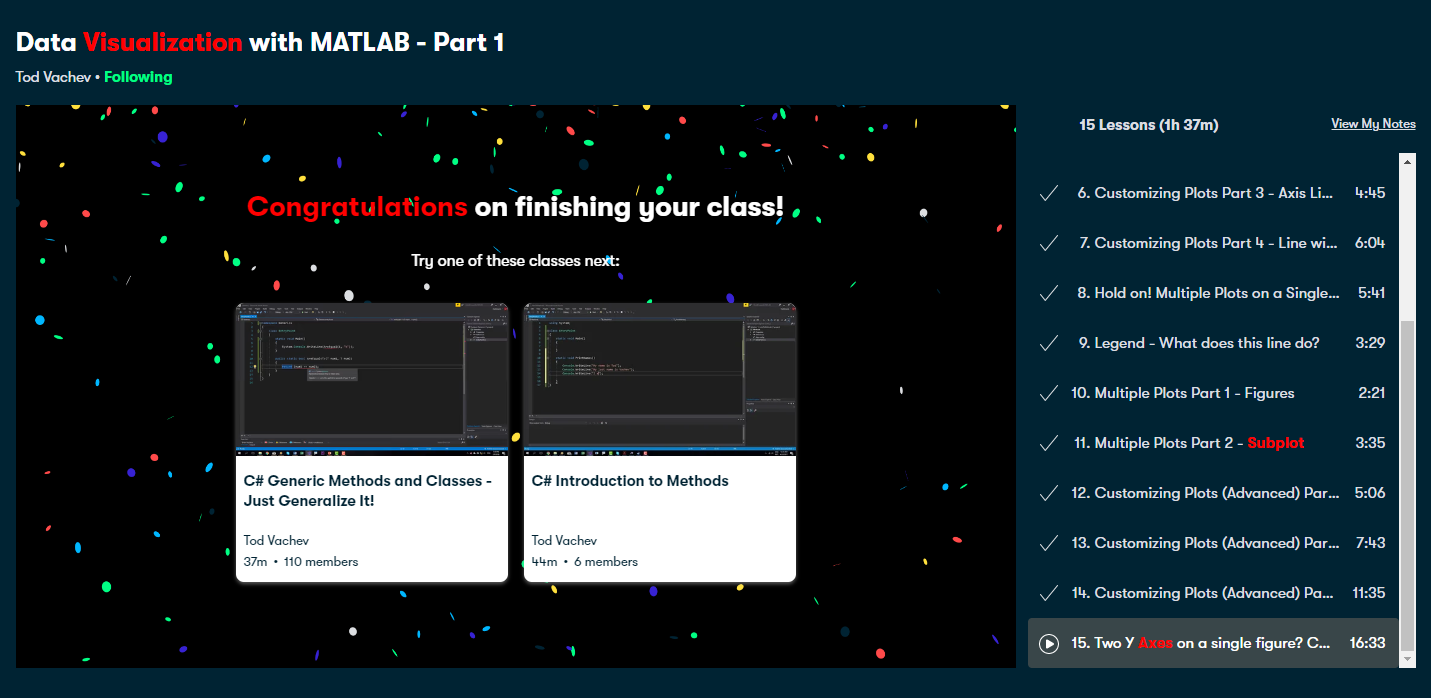 Data Visualization with MATLAB - Part 1
Tod Vachev • Following
Congratulations on finishing your class!
Try one of these classes next:
C# Generic Methods and Classes -
Just Generalize It!
Tod Vachev
37m • 110 members
C# Introduction to Methods
Tod Vachev
44m • 6 members
15 Lessons (1h 37m)
View My Notes
6. Customizing Plots Part 3 - Axis Li... 4:45
7. Customizing Plots Part 4 - Line wi... 6:04
8. Hold on! Multiple Plots on a Single... 5:41
9. Legend - What does this line do? 3:29
10. Multiple Plots Part 1 - Figures 2:21
11. Multiple Plots Part 2 - Subplot 3:35
12. Customizing Plots (Advanced) Par... 5:06
13. Customizing Plots (Advanced) Par... 7:43
14. Customizing Plots (Advanced) Pa... 11:35
15. Two Y Axes on a single figure? C... 16:33